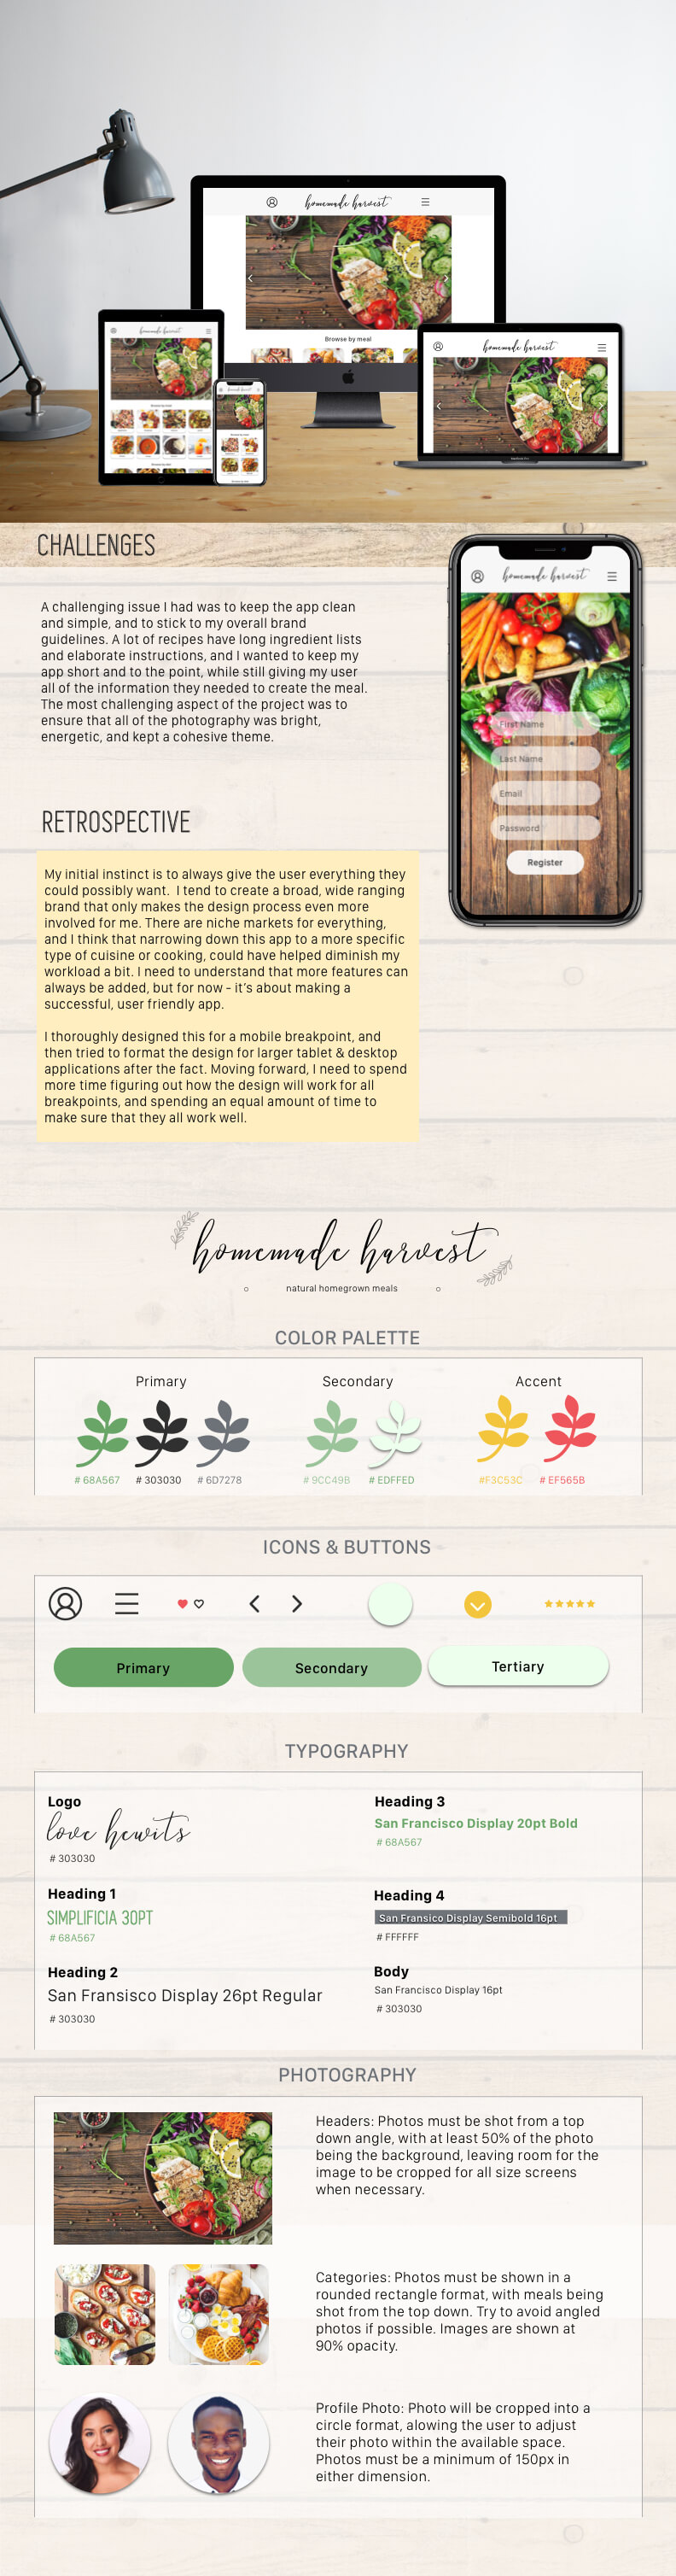 homemade harvest
Browse by meal
homemade harvest
homemade harvest
homemade harvest
CHALLENGES
A challenging issue I had was to keep the app clean
and simple, and to stick to my overall brand
guidelines. A lot of recipes have long ingredient lists
and elaborate instructions, and I wanted to keep my
app short and to the point, while still giving my user
all of the information they needed to create the meal.
The most challenging aspect of the project was to
ensure that all of the photography was bright,
energetic, and kept a cohesive theme.
homemade harvest
First Name
Last Name
Email
Password
Register
RETROSPECTIVE
My initial instinct is to always give the user everything they
could possibly want. I tend to create a broad, wide ranging
brand that only makes the design process even more
involved for me. There are niche markets for everything,
and I think that narrowing down this app to a more specific
type of cuisine or cooking, could have helped diminish my
workload a bit. I need to understand that more features can
always be added, but for now - it's about making a
successful, user friendly app.
I thoroughly designed this for a mobile breakpoint, and
then tried to format the design for larger tablet & desktop
applications after the fact. Moving forward, I need to spend
more time figuring out how the design will work for all
breakpoints, and spending an equal amount of time to
make sure that they all work well.
homemade harvest
natural homegrown meals
COLOR PALETTE
Primary
Secondary
Accent
# 68A567
# 303030
# 6D7278
# 9CC49B
# EDFFED
#F3C53C
# EF565B
ICONS & BUTTONS
Primary
Secondary
Tertiary
TYPOGRAPHY
Logo
love hewits
# 303030
Heading 1
SIMPLIFICIA 30PT
# 68A567
Heading 2
San Fransisco Display 26pt Regular
# 303030
Heading 3
San Francisco Display 20pt Bold
# 68A567
Heading 4
San Fransico Display Semibold 16pt
# FFFFFF
Body
San Francisco Display 16pt
# 303030
PHOTOGRAPHY
Headers: Photos must be shot from a top
down angle, with at least 50% of the photo
being the background, leaving room for the
image to be cropped for all size screens
when necessary.
Categories: Photos must be shown in a
rounded rectangle format, with meals being
shot from the top down. Try to avoid angled
photos if possible. Images are shown at
90% opacity.
Profile Photo: Photo will be cropped into a
circle format, alowing the user to adjust
their photo within the available space.
Photos must be a minimum of 150px in
either dimension.